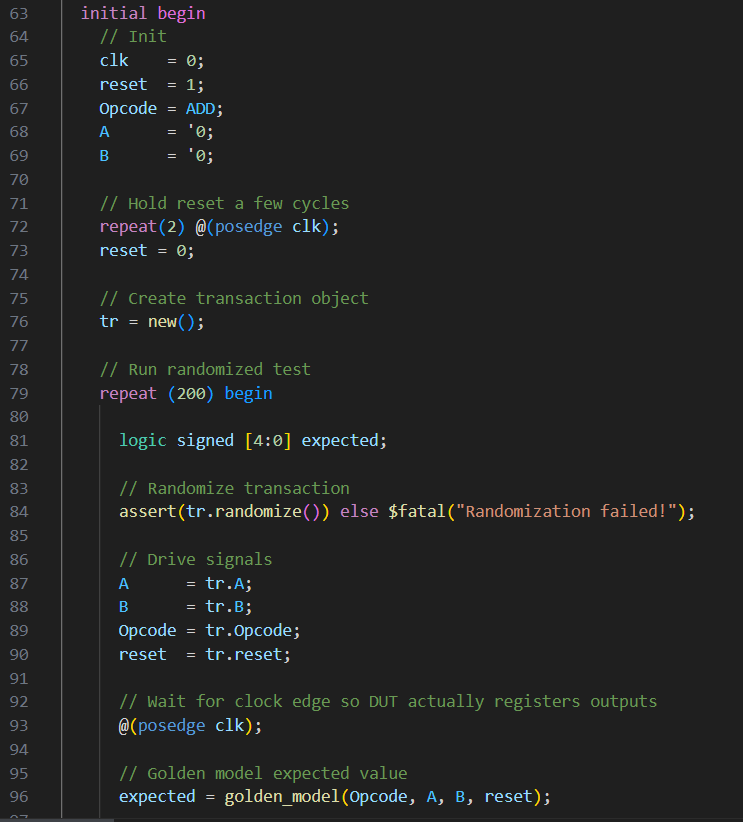 63 initial begin
64 // Init
65 clk    = 0;
66 reset  = 1;
67 Opcode = ADD;
68 A      = '0;
69 B      = '0;
70
71 // Hold reset a few cycles
72 repeat(2) @(posedge clk);
73 reset = 0;
74
75 // Create transaction object
76 tr = new();
77
78 // Run randomized test
79 repeat (200) begin
80
81 logic signed [4:0] expected;
82
83 // Randomize transaction
84 assert(tr.randomize()) else $fatal("Randomization failed!");
85
86 // Drive signals
87 A      = tr.A;
88 B      = tr.B;
89 Opcode = tr.Opcode;
90 reset  = tr.reset;
91
92 // Wait for clock edge so DUT actually registers outputs
93 @(posedge clk);
94
95 // Golden model expected value
96 expected = golden_model(Opcode, A, B, reset);
97